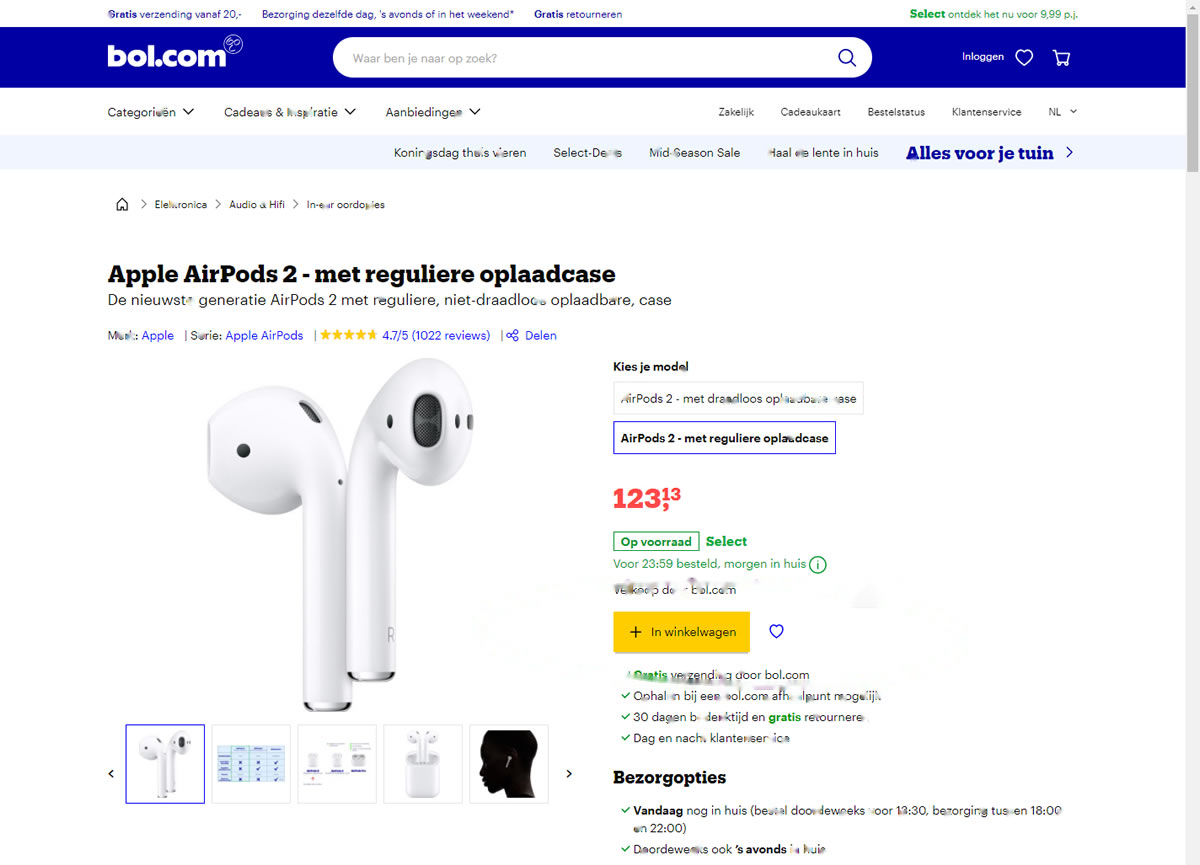 Gratis verzending vanaf 20,- Bezorging dezelfde dag, 's avonds of in het weekend* Gratis retourneren Select ontdek het nu voor 9,99 p.j.
bol.com Waar ben je naar op zoek? Inloggen
Categorieën Cadeaus & Inspiratie Aanbiedingen Zakelijk Cadeaukaart Bestelstatus Klantenservice NL
Koningsdag thuis vieren Select-Deals Mid-Season Sale Haal de lente in huis Alles voor je tuin
Elektronica Audio & Hifi In-ear oordopjes
Apple AirPods 2 - met reguliere oplaadcase
De nieuwste generatie AirPods 2 met reguliere, niet-draadloos oplaadbare, case
Merk: Apple | Serie: Apple AirPods | 4.7/5 (1022 reviews) | Delen
Kies je model
AirPods 2 - met draadloos oplaadbare case
AirPods 2 - met reguliere oplaadcase
123,13
Op voorraad Select
Voor 23:59 besteld, morgen in huis
Verkoop door bol.com
In winkelwagen
Gratis verzending door bol.com
Ophalen bij een bol.com afhaalpunt mogelijk
30 dagen bedenktijd en gratis retourneren
Dag en nacht klantenservice
Bezorgopties
Vandaag nog in huis (bestel doordeweeks voor 13:30, bezorging tussen 18:00
en 22:00)
Doordeweeks ook 's avonds in huis